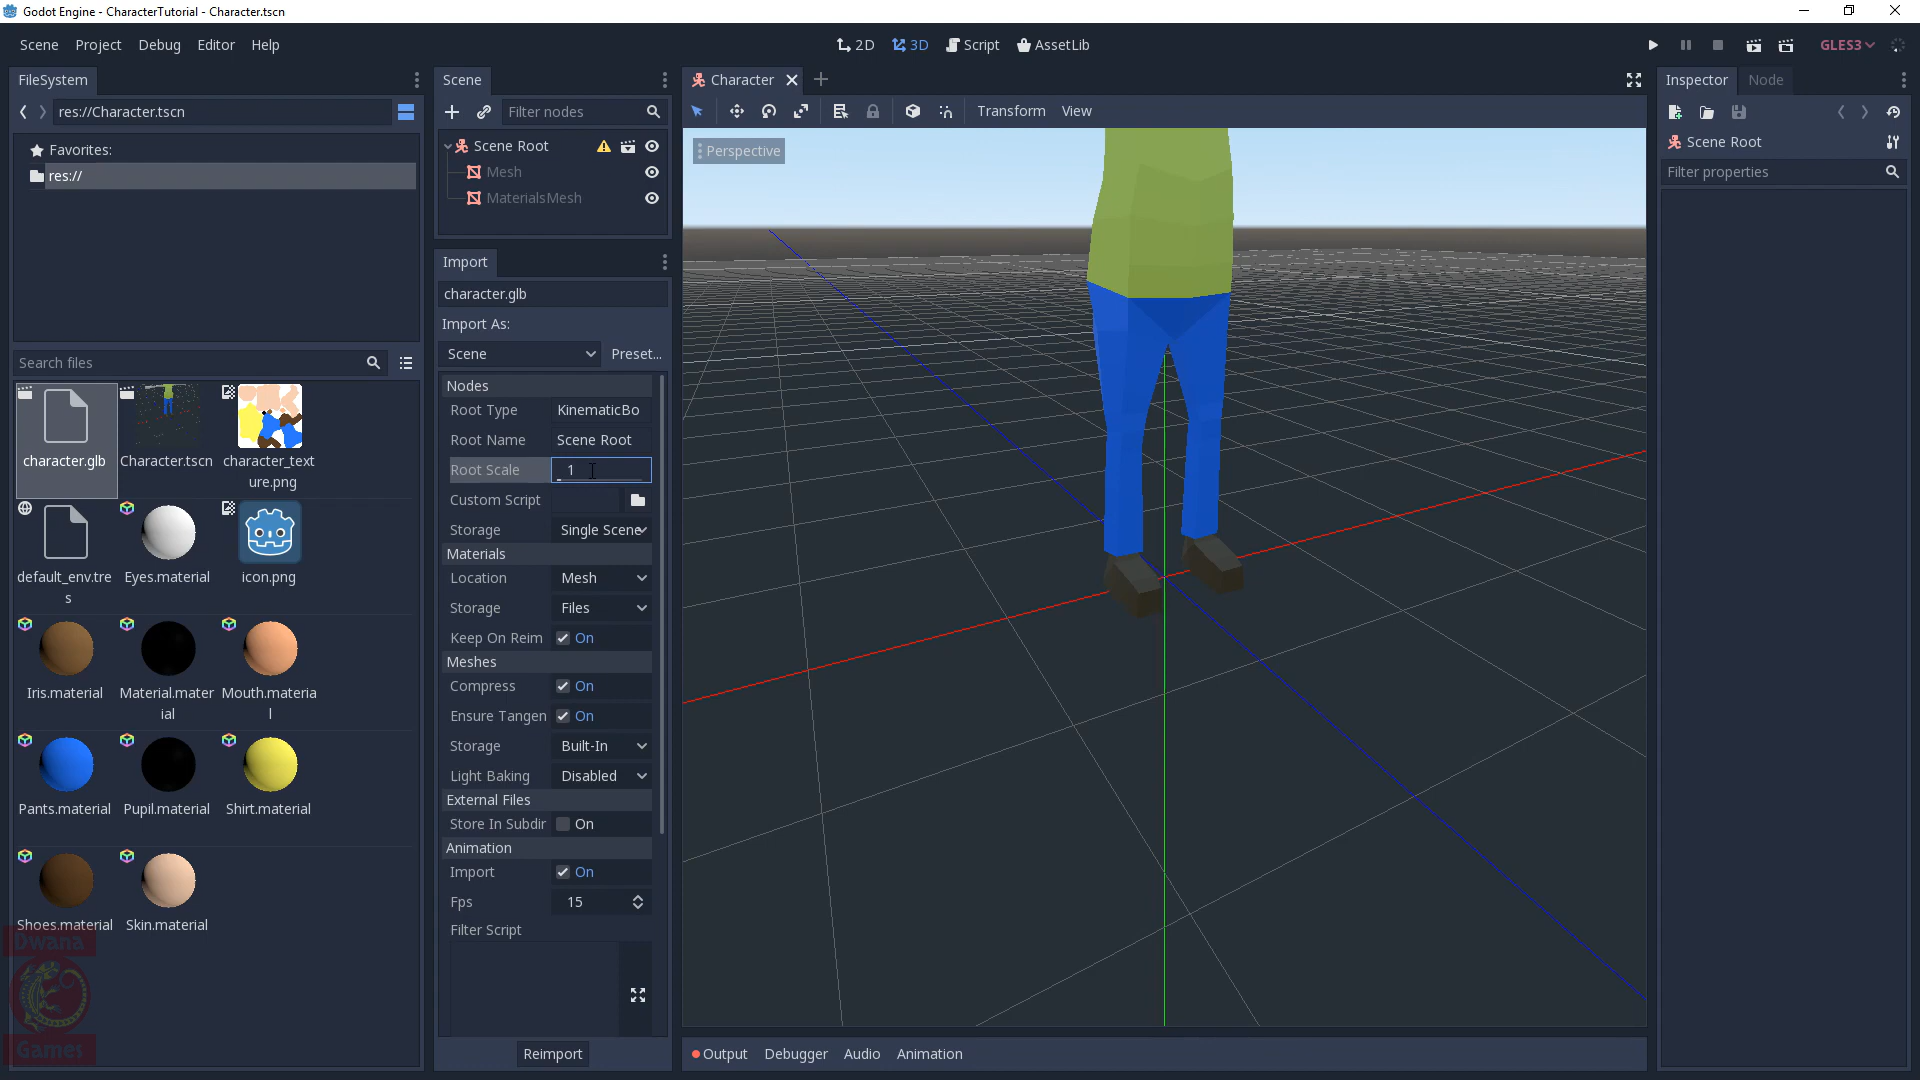 Godot Engine - CharacterTutorial - Character.tscn
Scene Project Debug Editor Help
2D 3D Script AssetLib
GLES3
FileSystem
res://Character.tscn
Favorites:
res://
Search files
character.glb
Character.tscn
character_text
ure.png
default_env.tre
s
Eyes.material
icon.png
Iris.material
Material.mater
ial
Mouth.materia
l
Pants.material
Pupil.material
Shirt.material
Shoes.material
Skin.material
Dwana
Games
Scene
Filter nodes
Scene Root
Mesh
MaterialsMesh
Import
character.glb
Import As:
Scene Preset...
Nodes
Root Type KinematicBo
Root Name Scene Root
Root Scale 1
Custom Script
Storage Single Scene
Materials
Location Mesh
Storage Files
Keep On Reim On
Meshes
Compress On
Ensure Tangen On
Storage Built-In
Light Baking Disabled
External Files
Store In Subdir On
Animation
Import On
Fps 15
Filter Script
Reimport
Character
Transform View
Perspective
Output Debugger Audio Animation
Inspector Node
Scene Root
Filter properties